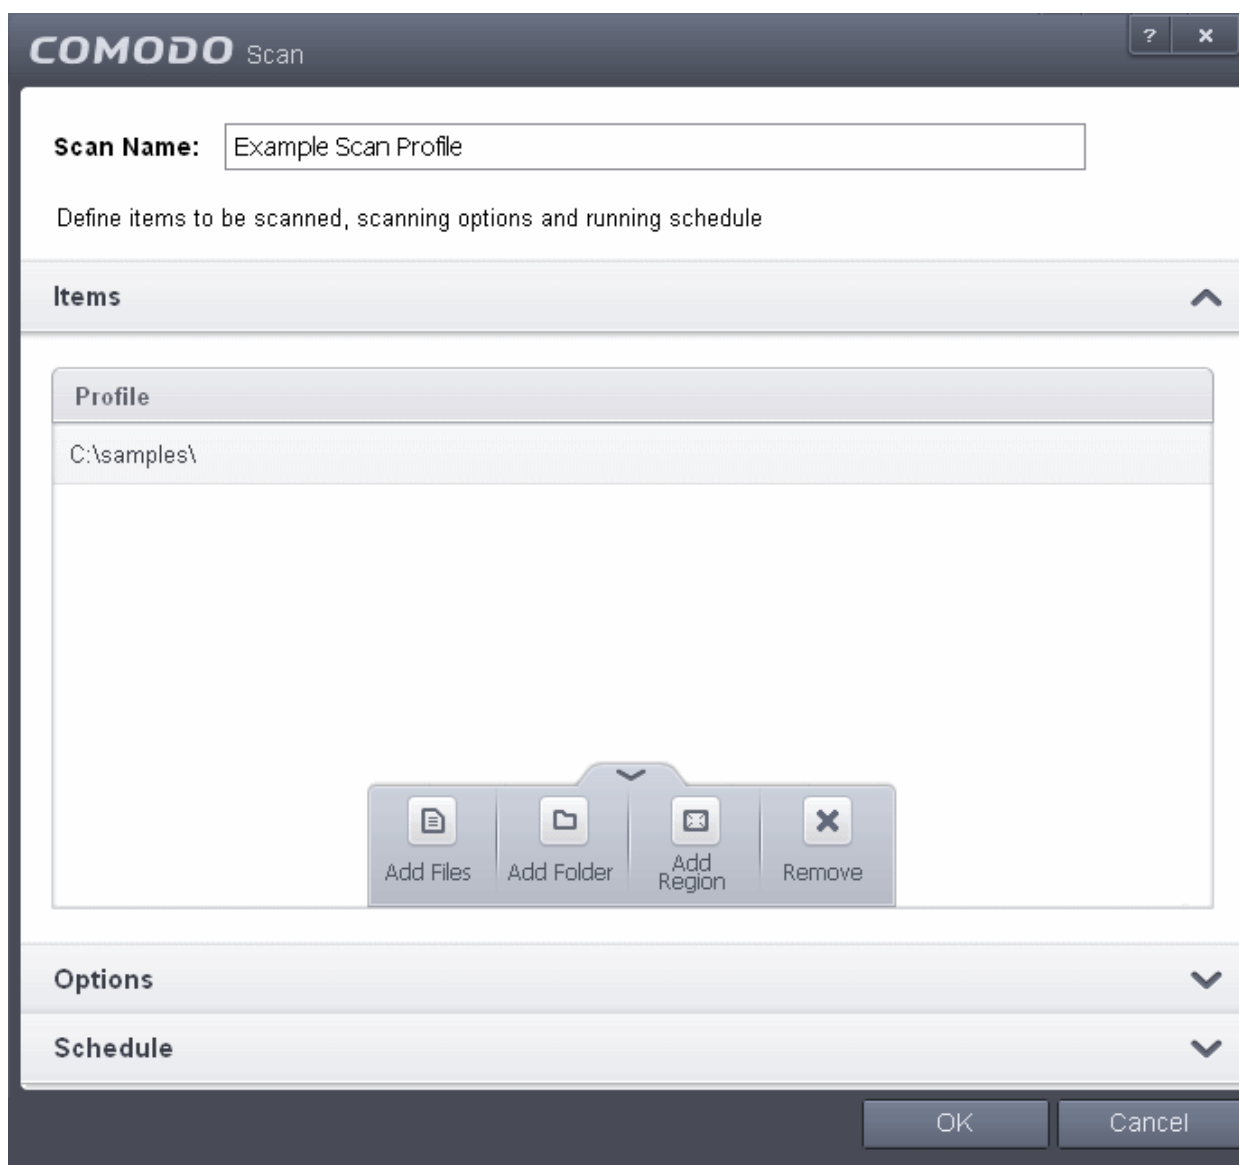 COMODO Scan
?
Scan Name: Example Scan Profile
Define items to be scanned, scanning options and running schedule
Items
Profile
C:\samples\
Add Files
Add Folder
Add
Region
Remove
Options
Schedule
OK
Cancel